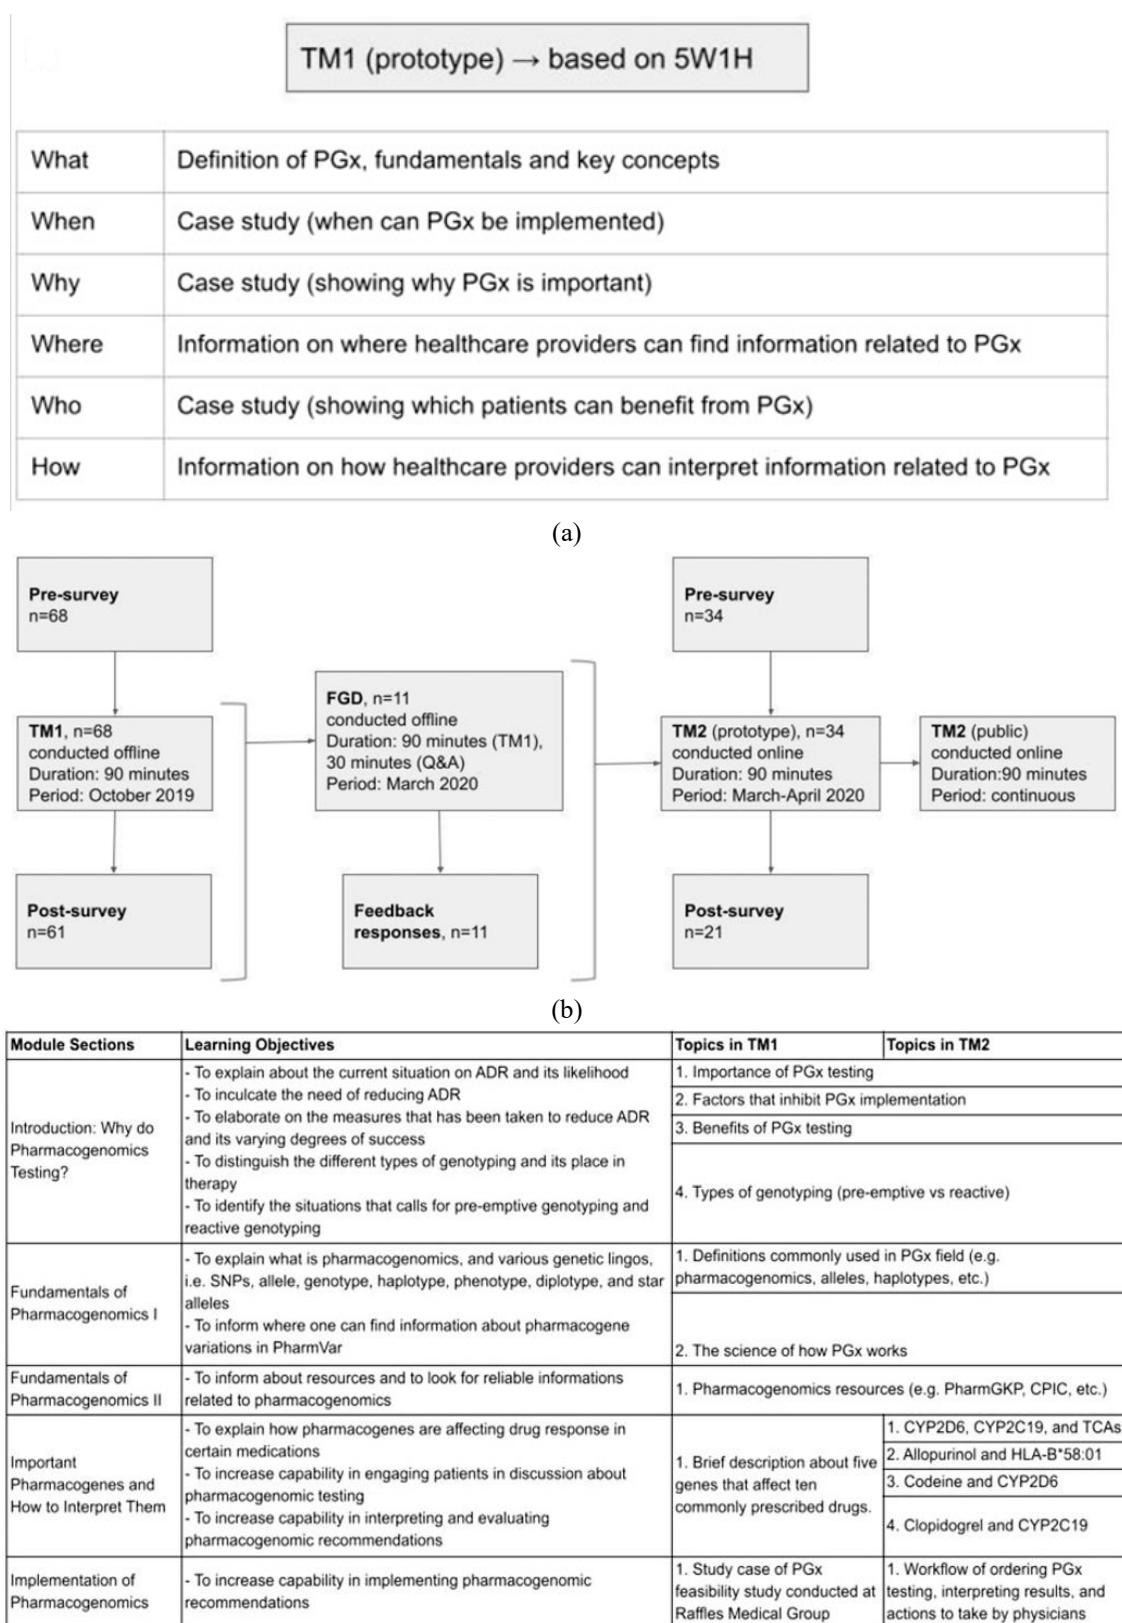 TM1 (prototype) → based on 5W1H
What Definition of PGx, fundamentals and key concepts
When Case study (when can PGx be implemented)
Why Case study (showing why PGx is important)
Where Information on where healthcare providers can find information related to PGx
Who Case study (showing which patients can benefit from PGx)
How Information on how healthcare providers can interpret information related to PGx
(a)
Pre-survey
n=68
TM1, n=68
conducted offline
Duration: 90 minutes
Period: October 2019
Post-survey
n=61
FGD, n=11
conducted offline
Duration: 90 minutes (TM1),
30 minutes (Q&A)
Period: March 2020
Feedback
responses, n=11
Pre-survey
n=34
TM2 (prototype), n=34
conducted online
Duration: 90 minutes
Period: March-April 2020
Post-survey
n=21
TM2 (public)
conducted online
Duration:90 minutes
Period: continuous
(b)
Module Sections Learning Objectives Topics in TM1 Topics in TM2
Introduction: Why do
Pharmacogenomics
Testing?
- To explain about the current situation on ADR and its likelihood
- To inculcate the need of reducing ADR
- To elaborate on the measures that has been taken to reduce ADR
and its varying degrees of success
- To distinguish the different types of genotyping and its place in
therapy
- To identify the situations that calls for pre-emptive genotyping and
reactive genotyping
1. Importance of PGx testing
2. Factors that inhibit PGx implementation
3. Benefits of PGx testing
4. Types of genotyping (pre-emptive vs reactive)
Fundamentals of
Pharmacogenomics I
- To explain what is pharmacogenomics, and various genetic lingos,
i.e. SNPs, allele, genotype, haplotype, phenotype, diplotype, and star
alleles
- To inform where one can find information about pharmacogene
variations in PharmVar
1. Definitions commonly used in PGx field (e.g.
pharmacogenomics, alleles, haplotypes, etc.)
2. The science of how PGx works
Fundamentals of
Pharmacogenomics II
- To inform about resources and to look for reliable informations
related to pharmacogenomics
1. Pharmacogenomics resources (e.g. PharmGKP, CPIC, etc.)
Important
Pharmacogenes and
How to Interpret Them
- To explain how pharmacogenes are affecting drug response in
certain medications
- To increase capability in engaging patients in discussion about
pharmacogenomic testing
- To increase capability in interpreting and evaluating
pharmacogenomic recommendations
1. Brief description about five
genes that affect ten
commonly prescribed drugs.
1. CYP2D6, CYP2C19, and TCAs
2. Allopurinol and HLA-B*58:01
3. Codeine and CYP2D6
4. Clopidogrel and CYP2C19
Implementation of
Pharmacogenomics
- To increase capability in implementing pharmacogenomic
recommendations
1. Study case of PGx
feasibility study conducted at
Raffles Medical Group
1. Workflow of ordering PGx
testing, interpreting results, and
actions to take by physicians